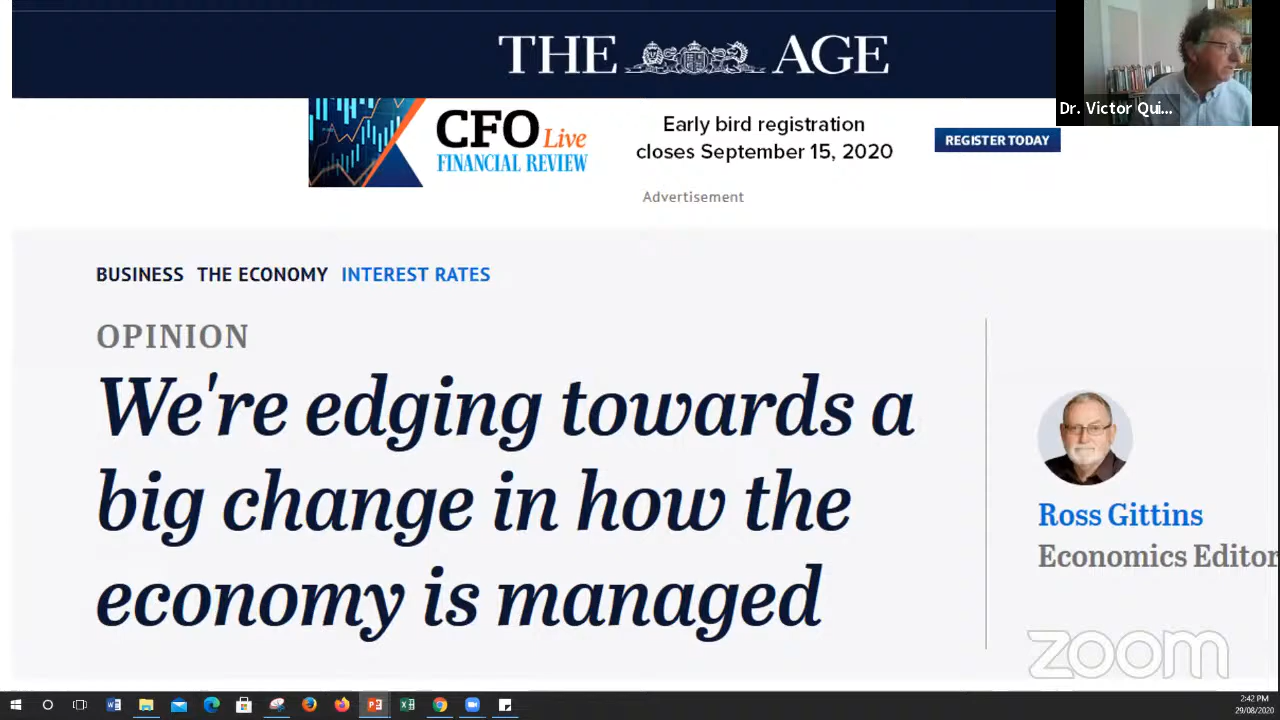 THE AGE
Dr. Victor Qui...
CFO Live
FINANCIAL REVIEW
Early bird registration
closes September 15, 2020
REGISTER TODAY
Advertisement
BUSINESS THE ECONOMY INTEREST RATES
OPINION
We're edging towards a
big change in how the
economy is managed
Ross Gittins
Economics Editor
zoom
2:42 PM
29/08/2020